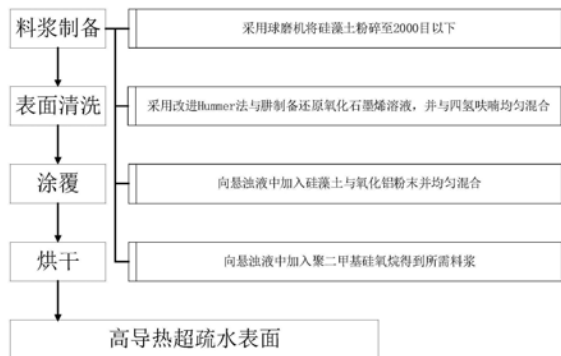 料浆制备
采用球磨机将硅藻土粉碎至2000目以下
表面清洗
采用改进Hummer法与肼制备还原氧化石墨烯溶液，并与四氢呋喃均匀混合
涂覆
向悬浊液中加入硅藻土与氧化铝粉末并均匀混合
烘干
向悬浊液中加入聚二甲基硅氧烷得到所需料浆
高导热超疏水表面